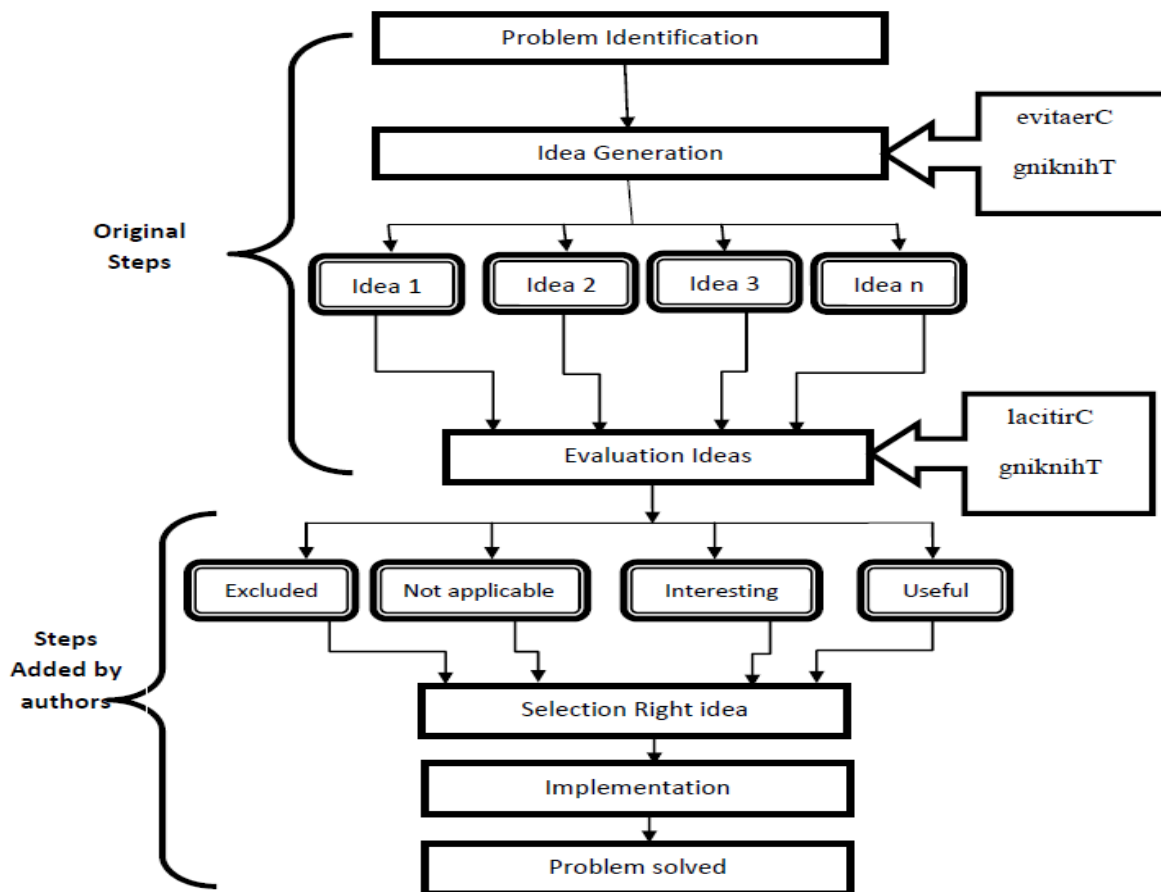 Problem Identification
evitaerC
gniknihT
Idea Generation
Original
Steps
Idea 1
Idea 2
Idea 3
Idea n
lacitirC
gniknihT
Evaluation Ideas
Excluded
Not applicable
Interesting
Useful
Steps
Added by
authors
Selection Right idea
Implementation
Problem solved